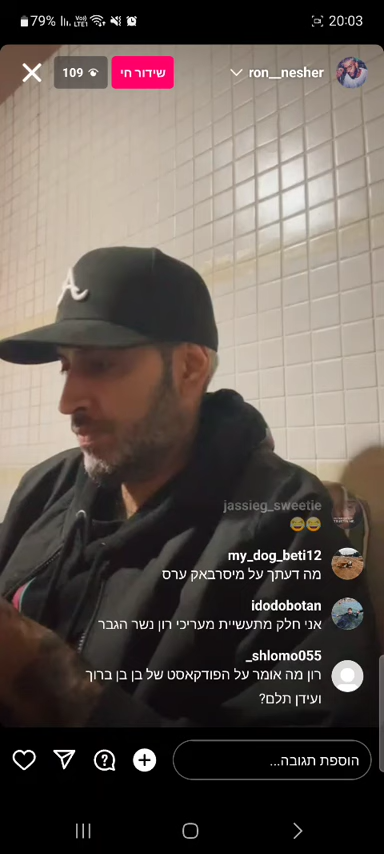 79%
20:03
ron__nesher
שידור חי
109
A
jassieg_sweetie
😂😂
my_dog_beti12
מה דעתך על מיסרבאק ערס
idodobotan
אני חלק מתעשיית מעריכי רון נשר הגבר
_shlomo055
רון מה אומר על הפודקאסט של בן בן ברוך
ועידן תלם?
הוספת תגובה...